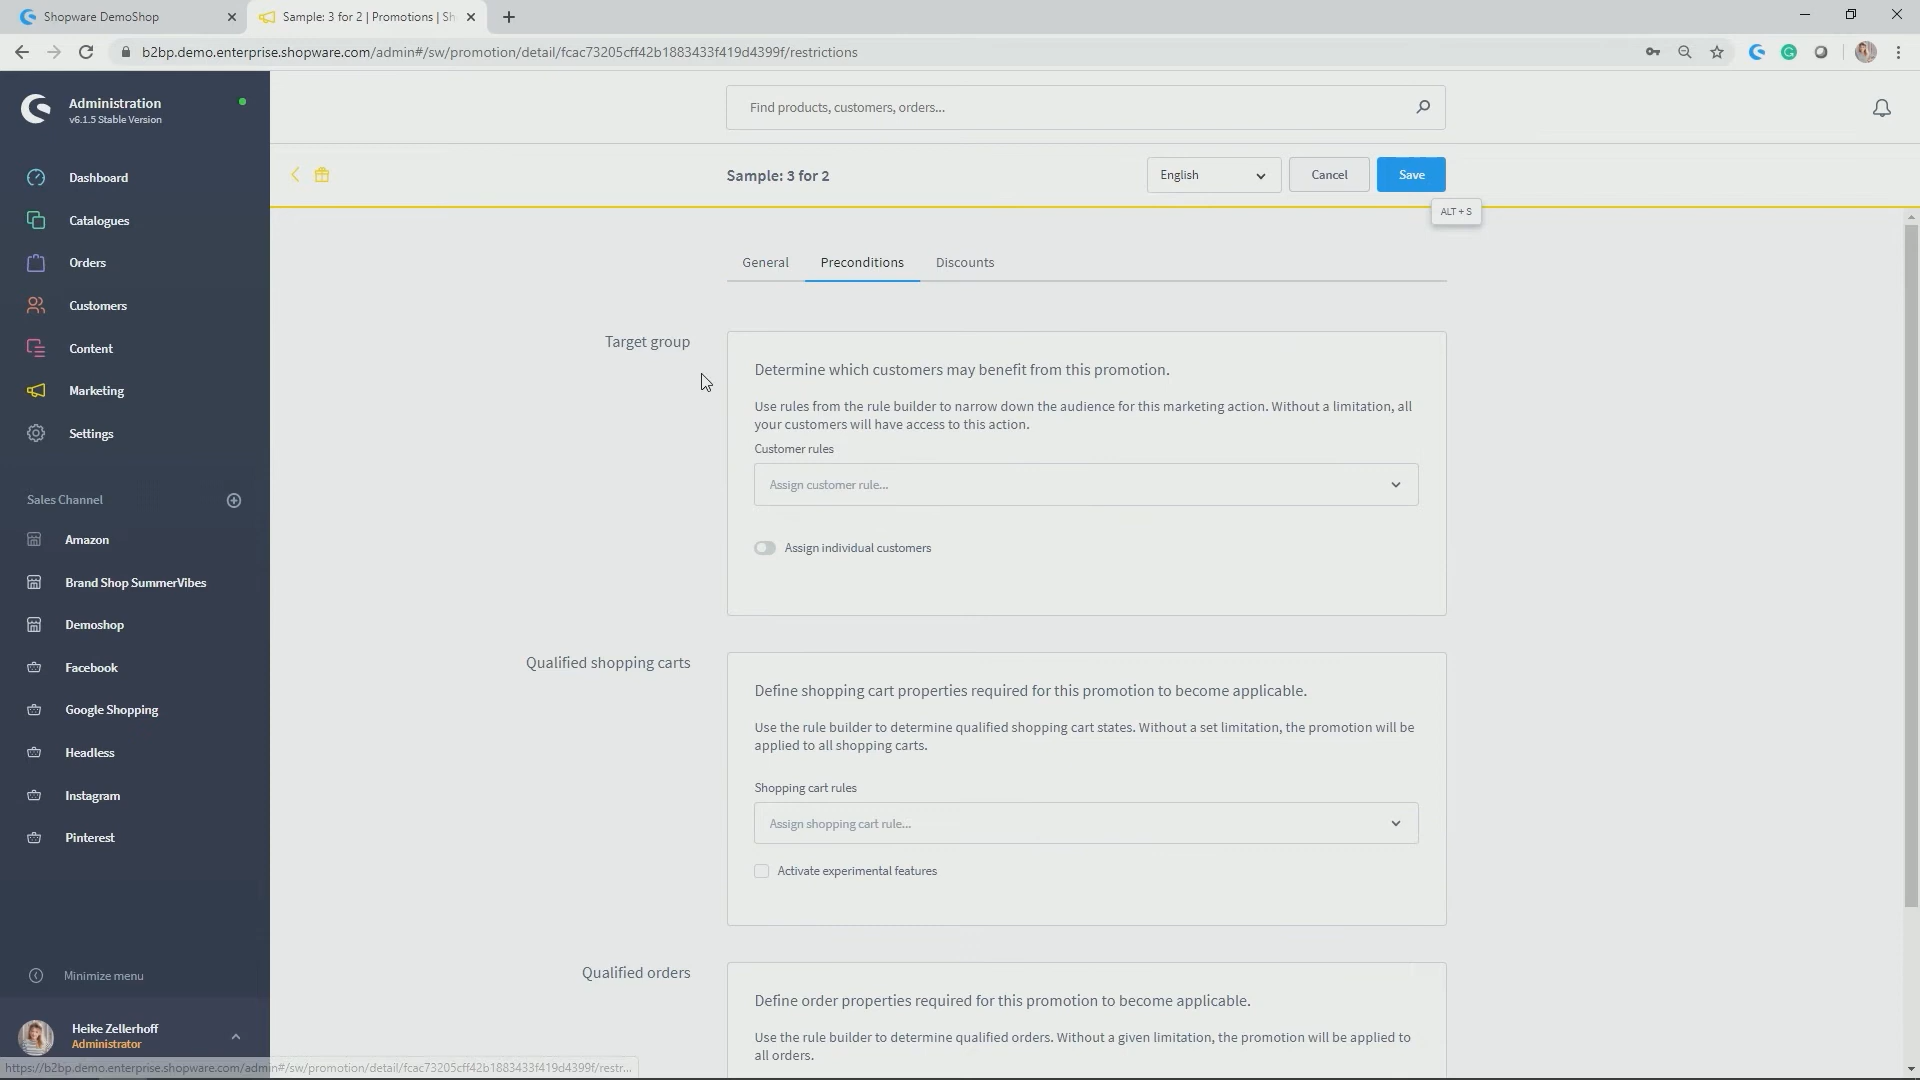 Shopware DemoShop
Sample: 3 for 2 | Promotions | Sh
b2bp.demo.enterprise.shopware.com/admin#/sw/promotion/detail/fcac73205cff42b1883433f419d4399f/restrictions
Administration
v6.1.5 Stable Version
Find products, customers, orders...
Sample: 3 for 2
English
Cancel
Save
ALT + S
Dashboard
Catalogues
Orders
Customers
Content
Marketing
Settings
Sales Channel
Amazon
Brand Shop SummerVibes
Demoshop
Facebook
Google Shopping
Headless
Instagram
Pinterest
Minimize menu
Heike Zellerhoff
Administrator
General
Preconditions
Discounts
Target group
Determine which customers may benefit from this promotion.
Use rules from the rule builder to narrow down the audience for this marketing action. Without a limitation, all
your customers will have access to this action.
Customer rules
Assign customer rule...
Assign individual customers
Qualified shopping carts
Define shopping cart properties required for this promotion to become applicable.
Use the rule builder to determine qualified shopping cart states. Without a set limitation, the promotion will be
applied to all shopping carts.
Shopping cart rules
Assign shopping cart rule...
Activate experimental features
Qualified orders
Define order properties required for this promotion to become applicable.
Use the rule builder to determine qualified orders. Without a given limitation, the promotion will be applied to
all orders.
https://b2bp.demo.enterprise.shopware.com/admin#/sw/promotion/detail/fcac73205cff42b1883433f419d4399f/restr...